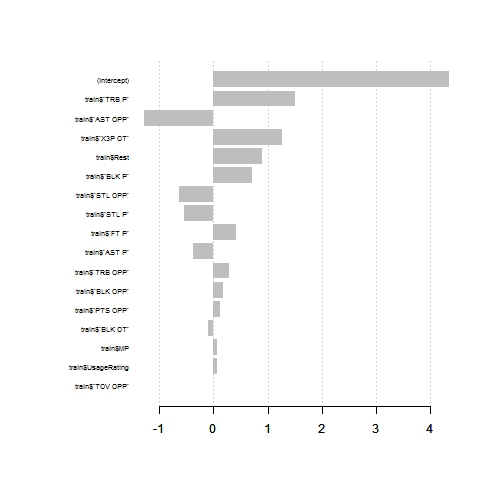 (Intercept)
train$`TRB P`
train$`AST OPP`
train$`X3P OT`
train$Rest
train$`BLK P`
train$`STL OPP`
train$`STL P`
train$`FT P`
train$`AST P`
train$`TRB OPP`
train$`BLK OPP`
train$`PTS OPP`
train$`BLK OT`
train$MP
train$UsageRating
train$`TOV OPP`
-1 0 1 2 3 4